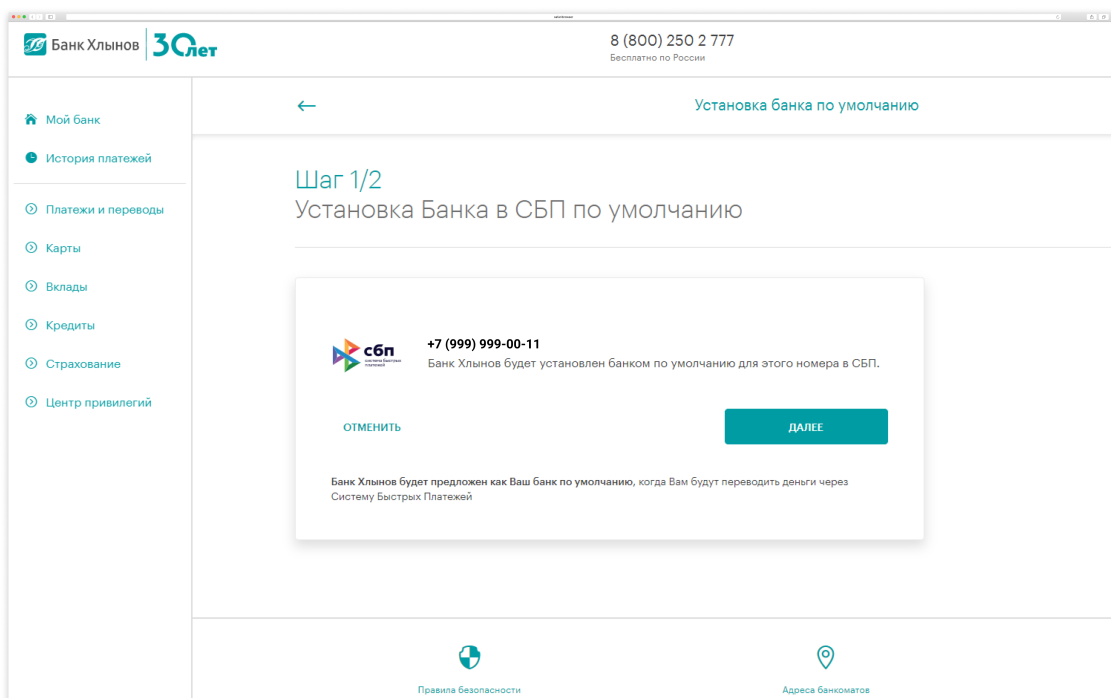 Банк Хлынов 30лет
8 (800) 250 2 777
Бесплатно по России
Установка банка по умолчанию
Мой банк
История платежей
Платежи и переводы
Карты
Вклады
Кредиты
Страхование
Центр привилегий
Шаг 1/2
Установка Банка в СБП по умолчанию
сбп
система быстрых
платежей
+7 (999) 999-00-11
Банк Хлынов будет установлен банком по умолчанию для этого номера в СБП.
ОТМЕНИТЬ
ДАЛЕЕ
Банк Хлынов будет предложен как Ваш банк по умолчанию, когда Вам будут переводить деньги через
Систему Быстрых Платежей
Правила безопасности
Адреса банкоматов